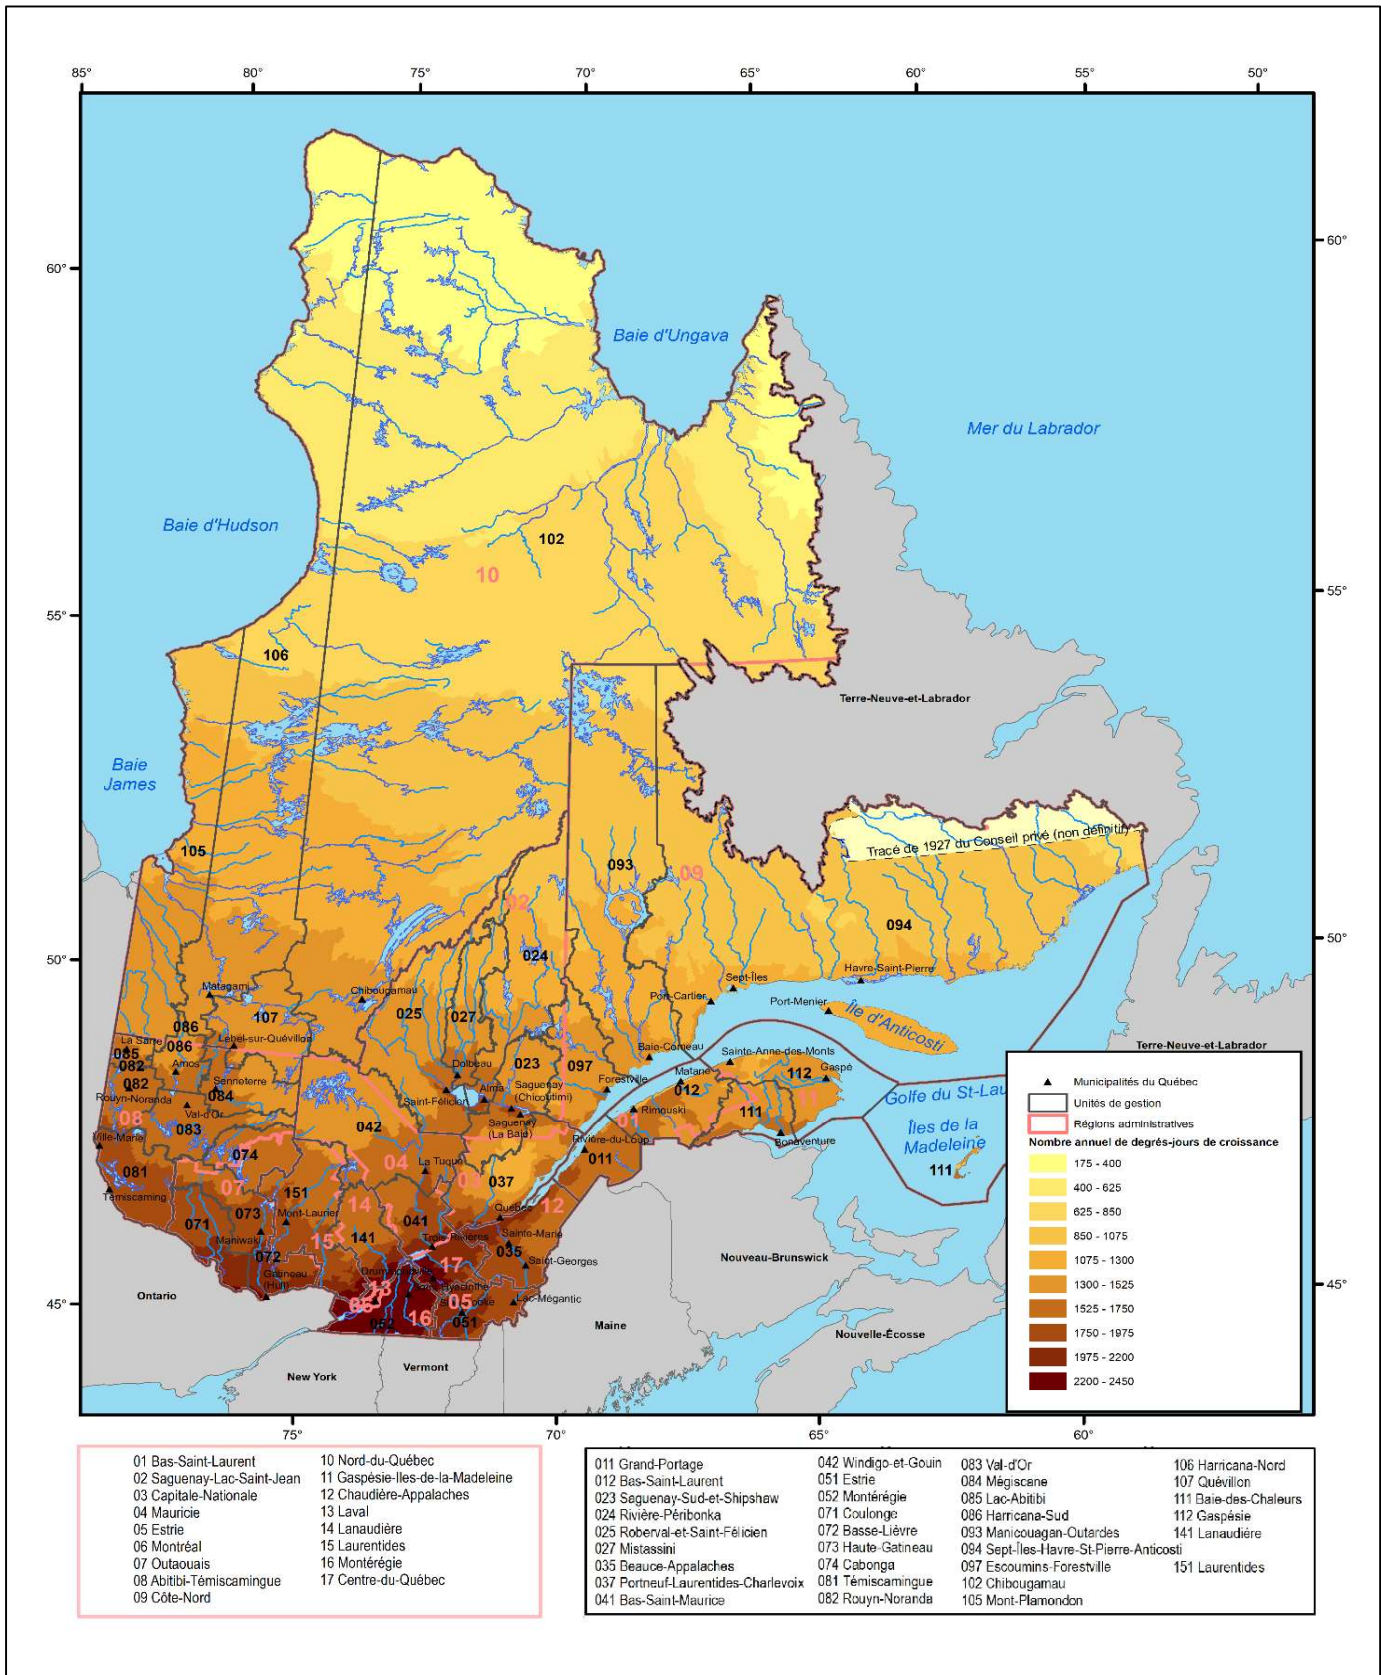 85° 80° 75° 70° 65° 60° 55° 50°
60° 60°
Baie d'Ungava
Mer du Labrador
Baie d'Hudson
102
10
55° 55°
106
Terre-Neuve-et-Labrador
Baie
James
Tracé de 1927 du Conseil privé (non définitif)
105
093
09
02
094
024
50° 50°
Sept-Îles
Havre-Saint-Pierre
Matagami
Chibougamau
Port-Cartier
Port-Menier
025
027
107
Île d'Anticosti
086
La Sarre
086
Lebel-sur-Quévillon
Baie-Comeau
Sainte-Anne-des-Monts
Terre-Neuve-et-Labrador
085
082
Amos
Dolbeau
023
097
Matane
112
Gaspé
082
Senneterre
084
Alma
Saguenay
(Chicoutimi)
Forestville
012
Rouyn-Noranda
Val-d'Or
Saint-Félicien
Rimouski
111
11
Golfe du St-Lau
08
083
042
Saguenay
(La Baie)
01
Îles de la
Madeleine
Ville-Marie
074
Rivière-du-Loup
Bonaventure
04
La Tuque
011
111
081
07
03
037
Témiscaming
151
14
12
071
073
Mont-Laurier
041
Québec
Maniwaki
15
141
Trois-Rivières
Sainte-Marie
035
072
17
Saint-Georges
Nouveau-Brunswick
Gatineau
(Hull)
Drummondville
Saint-Hyacinthe
Ontario
13
05
Lac-Mégantic
45° 45°
06
16
052
051
Maine
Nouvelle-Écosse
New York
Vermont
Municipalités du Québec
Unités de gestion
Régions administratives
Nombre annuel de degrés-jours de croissance
175 - 400
400 - 625
625 - 850
850 - 1075
1075 - 1300
1300 - 1525
1525 - 1750
1750 - 1975
1975 - 2200
2200 - 2450
75° 70° 65° 60°
01 Bas-Saint-Laurent
02 Saguenay-Lac-Saint-Jean
03 Capitale-Nationale
04 Mauricie
05 Estrie
06 Montréal
07 Outaouais
08 Abitibi-Témiscamingue
09 Côte-Nord
10 Nord-du-Québec
11 Gaspésie-Iles-de-la-Madeleine
12 Chaudière-Appalaches
13 Laval
14 Lanaudière
15 Laurentides
16 Montérégie
17 Centre-du-Québec
011 Grand-Portage
012 Bas-Saint-Laurent
023 Saguenay-Sud-et-Shipshaw
024 Rivière-Péribonka
025 Roberval-et-Saint-Félicien
027 Mistassini
035 Beauce-Appalaches
037 Portneuf-Laurentides-Charlevoix
041 Bas-Saint-Maurice
042 Windigo-et-Gouin
051 Estrie
052 Montérégie
071 Coulonge
072 Basse-Lièvre
073 Haute-Gatineau
074 Cabonga
081 Témiscamingue
082 Rouyn-Noranda
083 Val-d'Or
084 Mégiscane
085 Lac-Abitibi
086 Harricana-Sud
093 Manicouagan-Outardes
094 Sept-Îles-Havre-St-Pierre-Anticosti
097 Escoumins-Forestville
102 Chibougamau
105 Mont-Plamondon
106 Harricana-Nord
107 Quévillon
111 Baie-des-Chaleurs
112 Gaspésie
141 Lanaudière
151 Laurentides